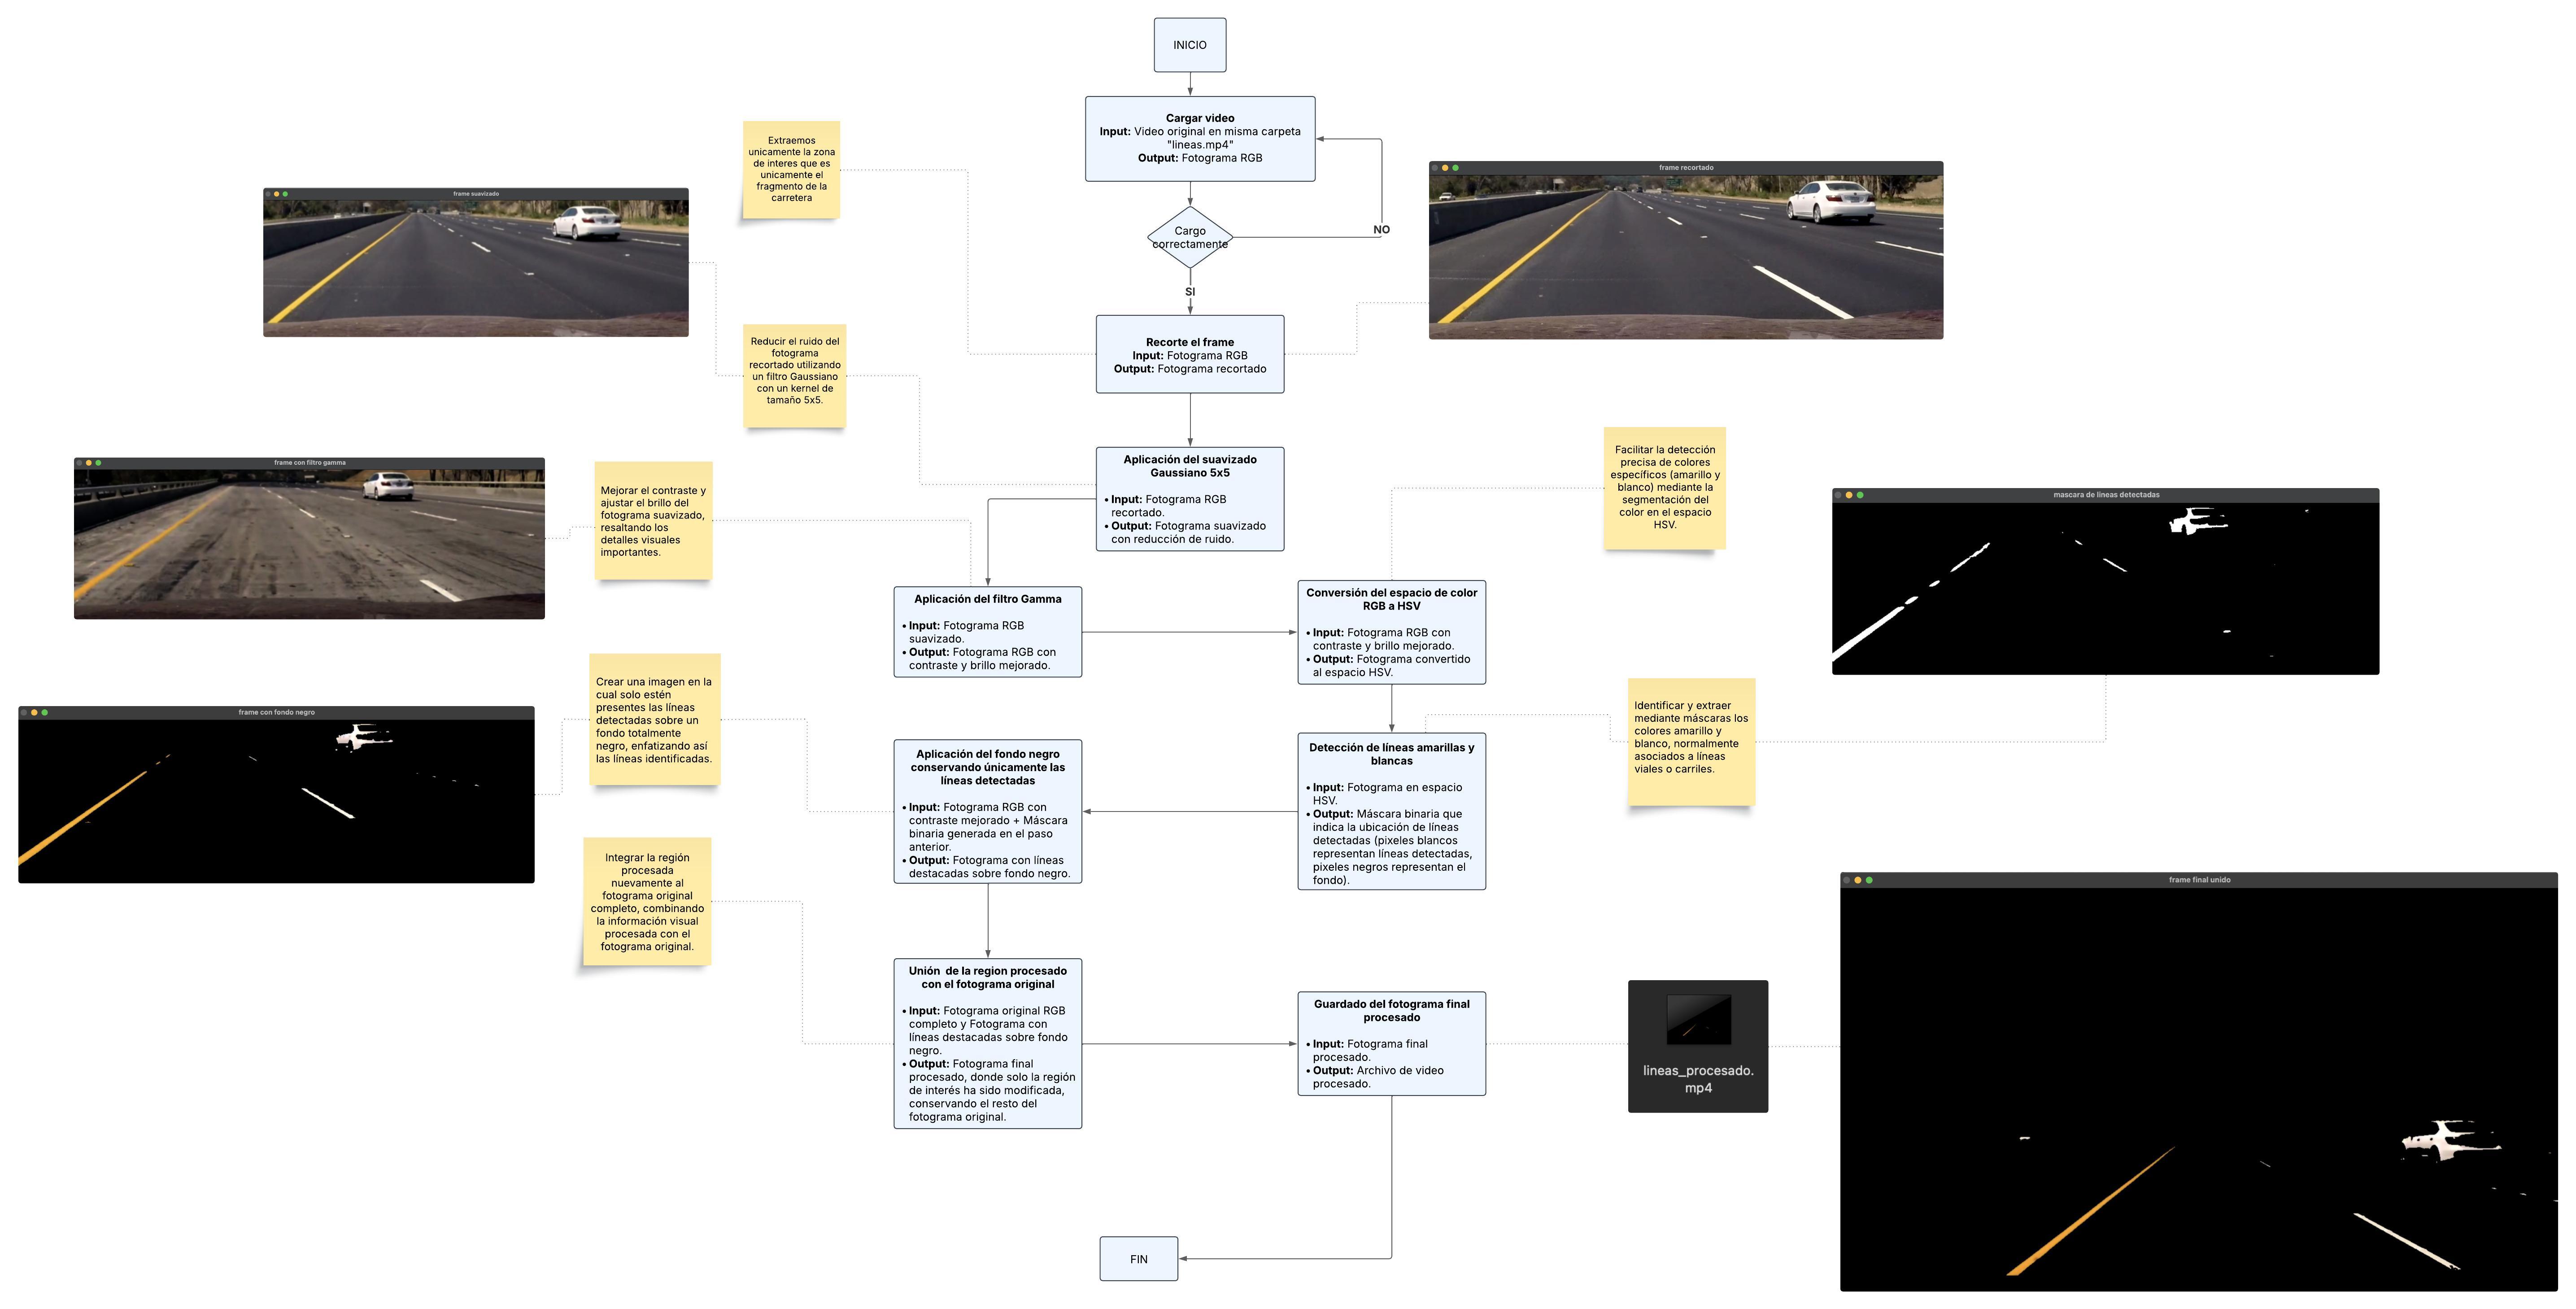 INICIO
Cargar video
Input: Video original en misma carpeta
"lineas.mp4"
Output: Fotograma RGB
Extraemos
unicamente la zona
de interes que es
unicamente el
fragmento de la
carretera
frame recortado
frame suavizado
Cargo
correctamente
NO
SI
Recorte el frame
Input: Fotograma RGB
Output: Fotograma recortado
Reducir el ruido del
fotograma
recortado utilizando
un filtro Gaussiano
con un kernel de
tamaño 5x5.
Aplicación del suavizado
Gaussiano 5x5
• Input: Fotograma RGB
recortado.
• Output: Fotograma suavizado
con reducción de ruido.
frame con filtro gamma
Mejorar el contraste y
ajustar el brillo del
fotograma suavizado,
resaltando los
detalles visuales
importantes.
Facilitar la detección
precisa de colores
específicos (amarillo y
blanco) mediante la
segmentación del
color en el espacio
HSV.
mascara de lineas detectadas
Aplicación del filtro Gamma
• Input: Fotograma RGB
suavizado.
• Output: Fotograma RGB con
contraste y brillo mejorado.
Conversión del espacio de color
RGB a HSV
• Input: Fotograma RGB con
contraste y brillo mejorado.
• Output: Fotograma convertido
al espacio HSV.
frame con fondo negro
Crear una imagen en la
cual solo estén
presentes las líneas
detectadas sobre un
fondo totalmente
negro, enfatizando así
las líneas identificadas.
Identificar y extraer
mediante máscaras los
colores amarillo y
blanco, normalmente
asociados a líneas
viales o carriles.
Aplicación del fondo negro
conservando únicamente las
líneas detectadas
• Input: Fotograma RGB con
contraste mejorado + Máscara
binaria generada en el paso
anterior.
• Output: Fotograma con líneas
destacadas sobre fondo negro.
Detección de líneas amarillas y
blancas
• Input: Fotograma en espacio
HSV.
• Output: Máscara binaria que
indica la ubicación de líneas
detectadas (pixeles blancos
representan líneas detectadas,
pixeles negros representan el
fondo).
Integrar la región
procesada
nuevamente al
fotograma original
completo, combinando
la información visual
procesada con el
fotograma original.
frame final unido
Unión de la region procesado
con el fotograma original
• Input: Fotograma original RGB
completo y Fotograma con
líneas destacadas sobre fondo
negro.
• Output: Fotograma final
procesado, donde solo la región
de interés ha sido modificada,
conservando el resto del
fotograma original.
Guardado del fotograma final
procesado
• Input: Fotograma final
procesado.
• Output: Archivo de video
procesado.
lineas_procesado.
mp4
FIN